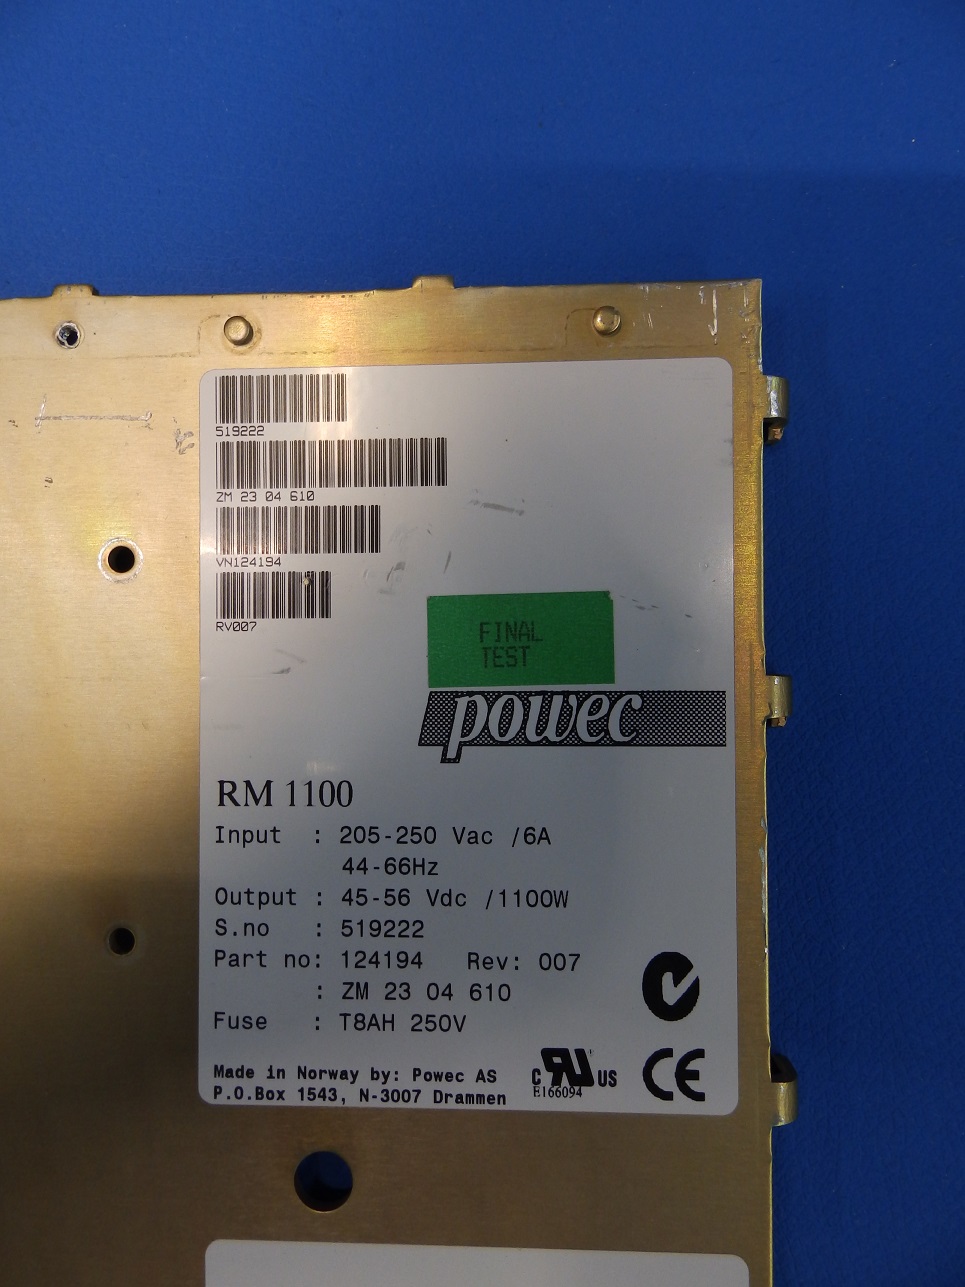 519222
ZM 23 04 610
VN124194
RV007
FINAL
TEST
powec
RM 1100
Input : 205-250 Vac /6A
44-66Hz
Output : 45-56 Vdc /1100W
S.no : 519222
Part no: 124194 Rev: 007
: ZM 23 04 610
Fuse : T8AH 250V
Made in Norway by: Powec AS
P.O.Box 1543, N-3007 Drammen
C RU US
E166094
CE